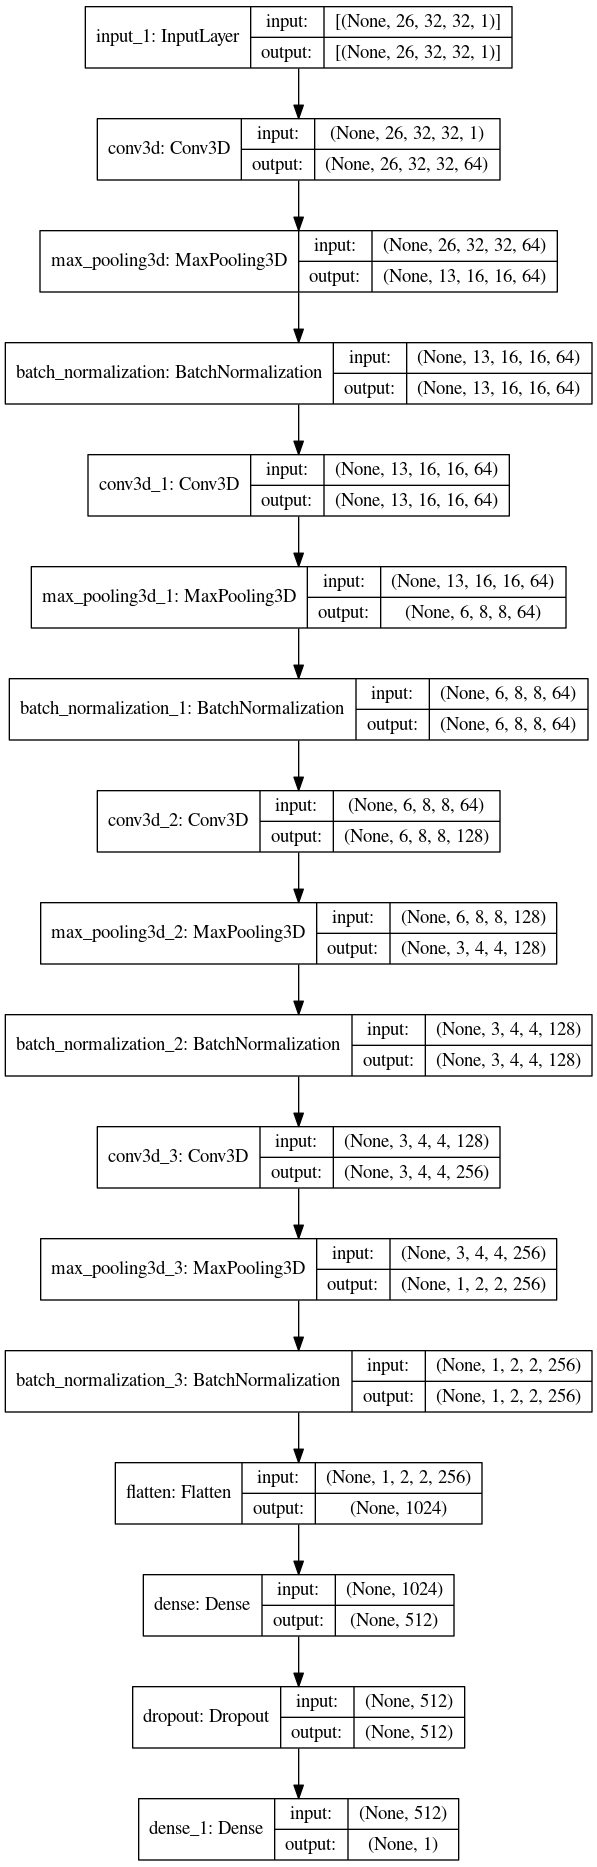 input_1: InputLayer
input: [(None, 26, 32, 32, 1)]
output: [(None, 26, 32, 32, 1)]
conv3d: Conv3D
input: (None, 26, 32, 32, 1)
output: (None, 26, 32, 32, 64)
max_pooling3d: MaxPooling3D
input: (None, 26, 32, 32, 64)
output: (None, 13, 16, 16, 64)
batch_normalization: BatchNormalization
input: (None, 13, 16, 16, 64)
output: (None, 13, 16, 16, 64)
conv3d_1: Conv3D
input: (None, 13, 16, 16, 64)
output: (None, 13, 16, 16, 64)
max_pooling3d_1: MaxPooling3D
input: (None, 13, 16, 16, 64)
output: (None, 6, 8, 8, 64)
batch_normalization_1: BatchNormalization
input: (None, 6, 8, 8, 64)
output: (None, 6, 8, 8, 64)
conv3d_2: Conv3D
input: (None, 6, 8, 8, 64)
output: (None, 6, 8, 8, 128)
max_pooling3d_2: MaxPooling3D
input: (None, 6, 8, 8, 128)
output: (None, 3, 4, 4, 128)
batch_normalization_2: BatchNormalization
input: (None, 3, 4, 4, 128)
output: (None, 3, 4, 4, 128)
conv3d_3: Conv3D
input: (None, 3, 4, 4, 128)
output: (None, 3, 4, 4, 256)
max_pooling3d_3: MaxPooling3D
input: (None, 3, 4, 4, 256)
output: (None, 1, 2, 2, 256)
batch_normalization_3: BatchNormalization
input: (None, 1, 2, 2, 256)
output: (None, 1, 2, 2, 256)
flatten: Flatten
input: (None, 1, 2, 2, 256)
output: (None, 1024)
dense: Dense
input: (None, 1024)
output: (None, 512)
dropout: Dropout
input: (None, 512)
output: (None, 512)
dense_1: Dense
input: (None, 512)
output: (None, 1)